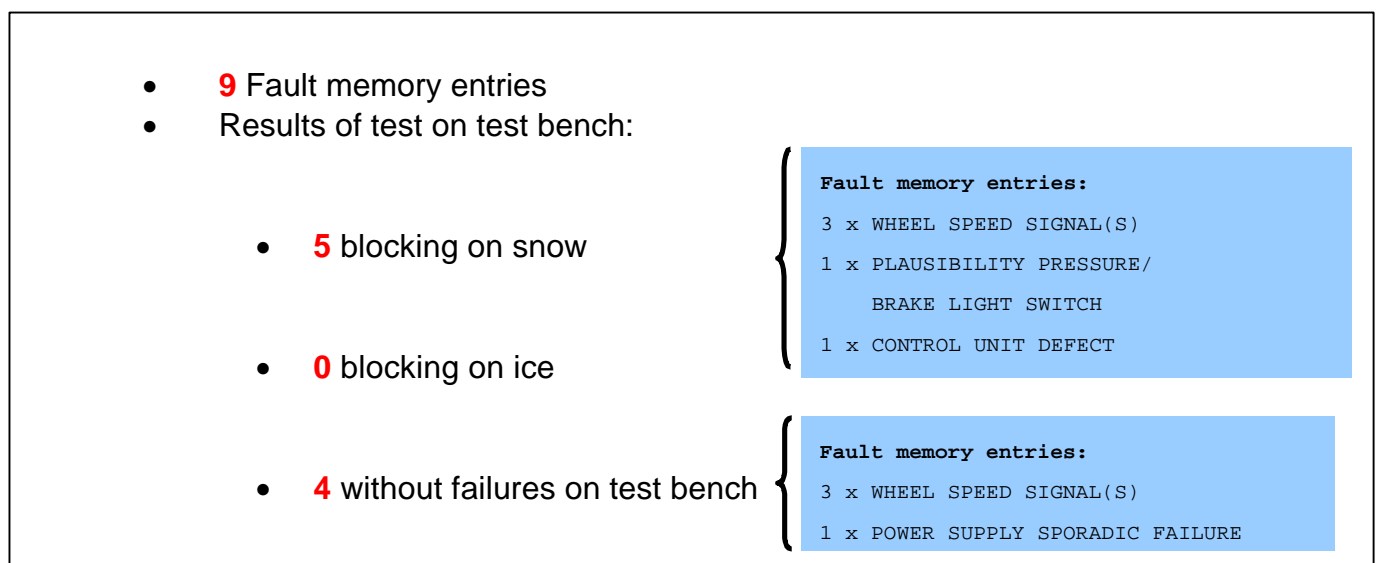 • 9 Fault memory entries
• Results of test on test bench:
• 5 blocking on snow
• 0 blocking on ice
Fault memory entries:
3 x WHEEL SPEED SIGNAL(S)
1 x PLAUSIBILITY PRESSURE/
BRAKE LIGHT SWITCH
1 x CONTROL UNIT DEFECT
• 4 without failures on test bench
Fault memory entries:
3 x WHEEL SPEED SIGNAL(S)
1 x POWER SUPPLY SPORADIC FAILURE